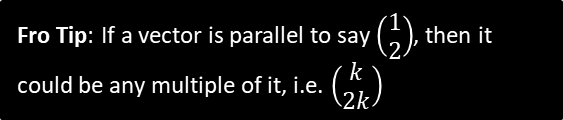 Fro Tip: If a vector is parallel to say (1 2), then it
could be any multiple of it, i.e. (k 2k)